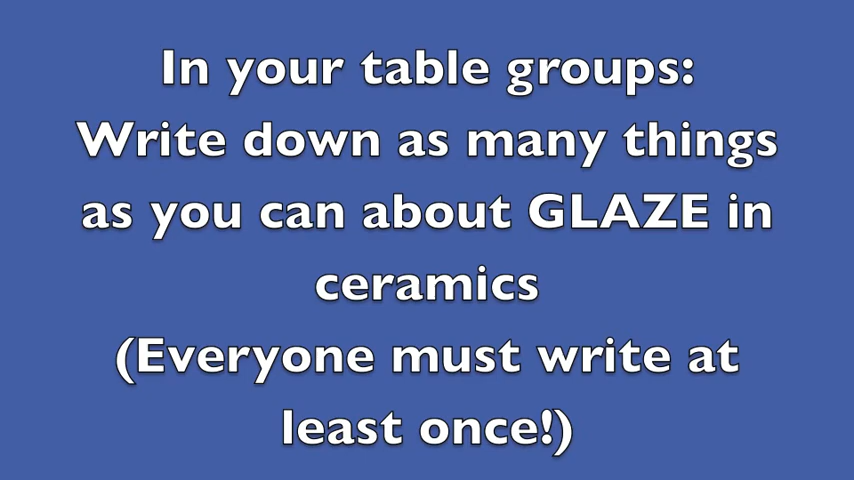 In your table groups:
Write down as many things
as you can about GLAZE in
ceramics
(Everyone must write at
least once!)